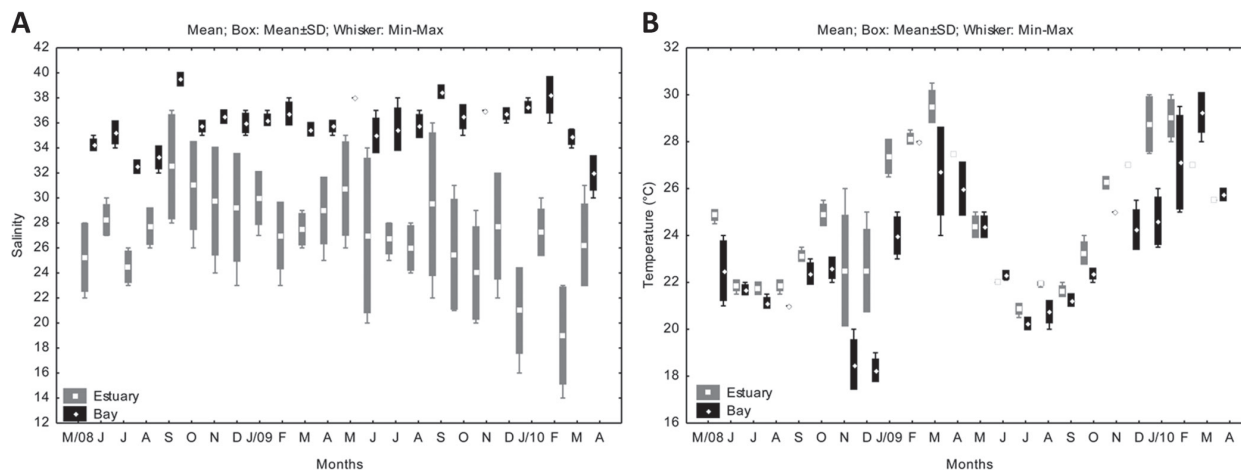 A
Mean; Box: Mean±SD; Whisker: Min-Max
42
40
38
36
34
32
30
28
26
24
22
20
18
16
14
12
Salinity
Estuary
Bay
M/08 J J A S O N D J/09 F M A M J J A S O N D J/10 F M A
Months
B
Mean; Box: Mean±SD; Whisker: Min-Max
32
30
28
26
24
22
20
18
16
Temperature (°C)
Estuary
Bay
M/08 J J A S O N D J/09 F M A M J J A S O N D J/10 F M A
Months